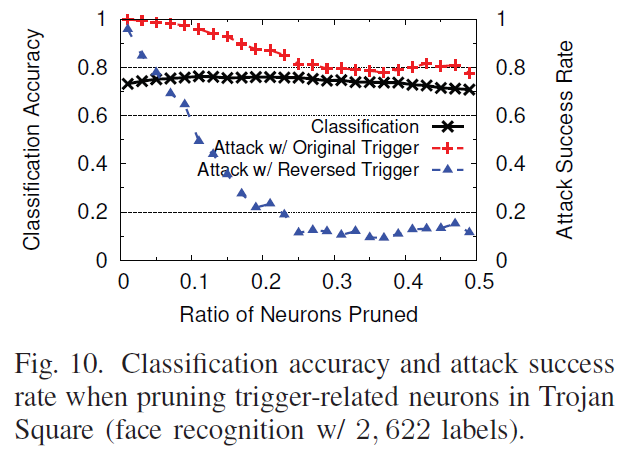 1
0.8
0.6
0.4
0.2
0
Classification Accuracy
1
0.8
0.6
0.4
0.2
0
Attack Success Rate
Classification
Attack w/ Original Trigger
Attack w/ Reversed Trigger
0 0.1 0.2 0.3 0.4 0.5
Ratio of Neurons Pruned
Fig. 10. Classification accuracy and attack success
rate when pruning trigger-related neurons in Trojan
Square (face recognition w/ 2, 622 labels).